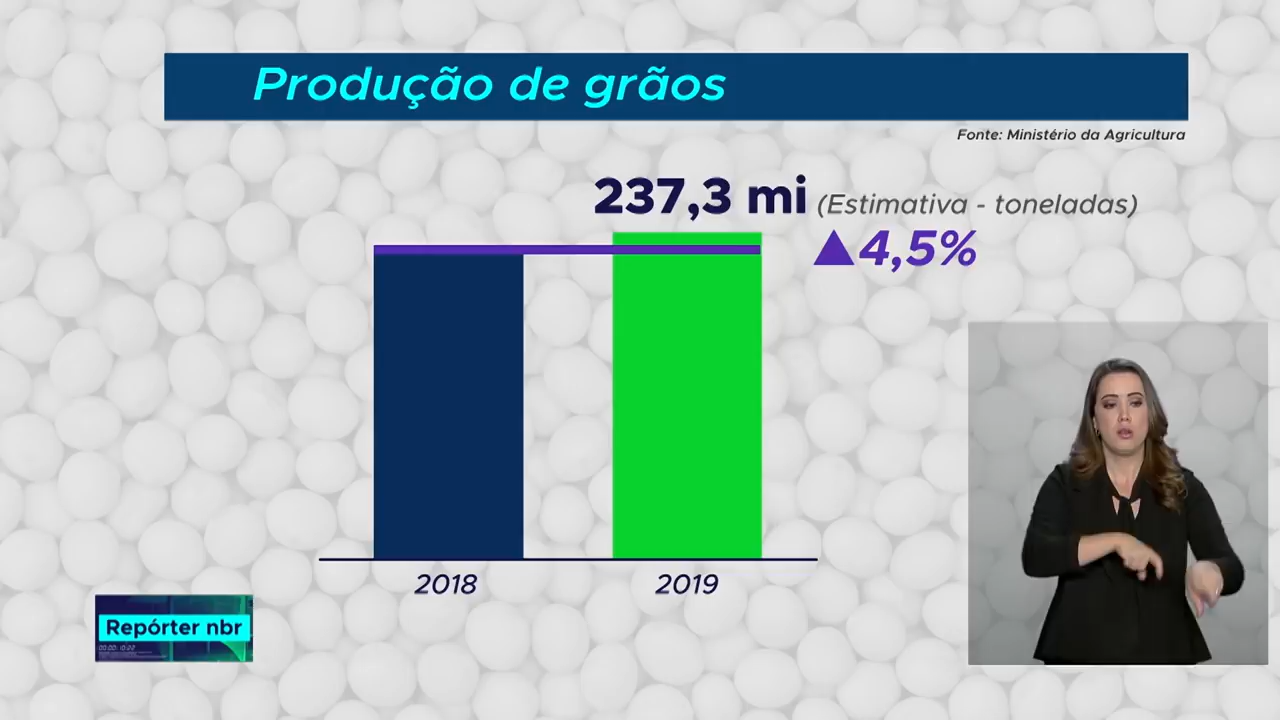 Produção de grãos
Fonte: Ministério da Agricultura
237,3 mi (Estimativa - toneladas)
▲4,5%
2018 2019
Repórter nbr